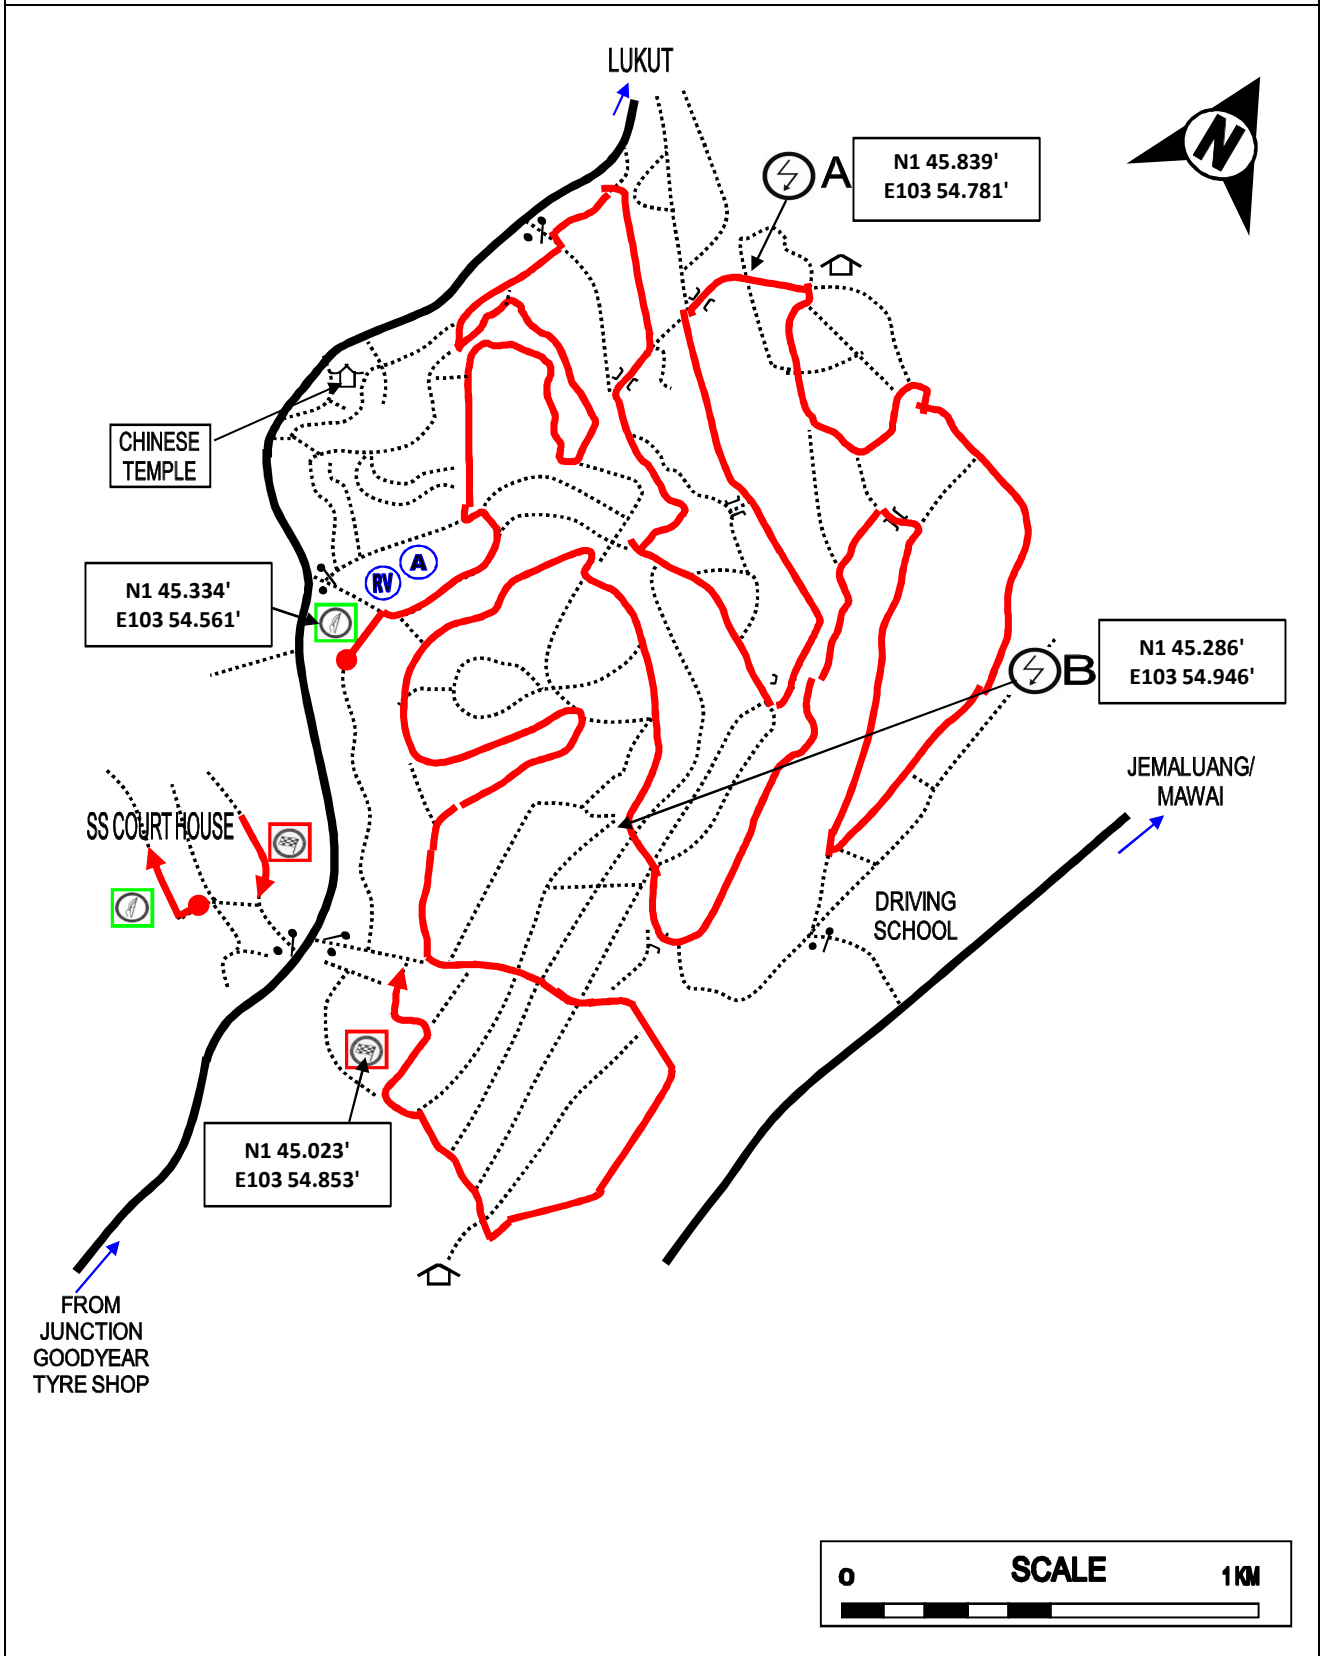 LUKUT
N
A
N1 45.839'
E103 54.781'
CHINESE
TEMPLE
A
RV
N1 45.334'
E103 54.561'
B
N1 45.286'
E103 54.946'
JEMALUANG/
MAWAI
SS COURT HOUSE
DRIVING
SCHOOL
N1 45.023'
E103 54.853'
FROM
JUNCTION
GOODYEAR
TYRE SHOP
SCALE
0 1 KM